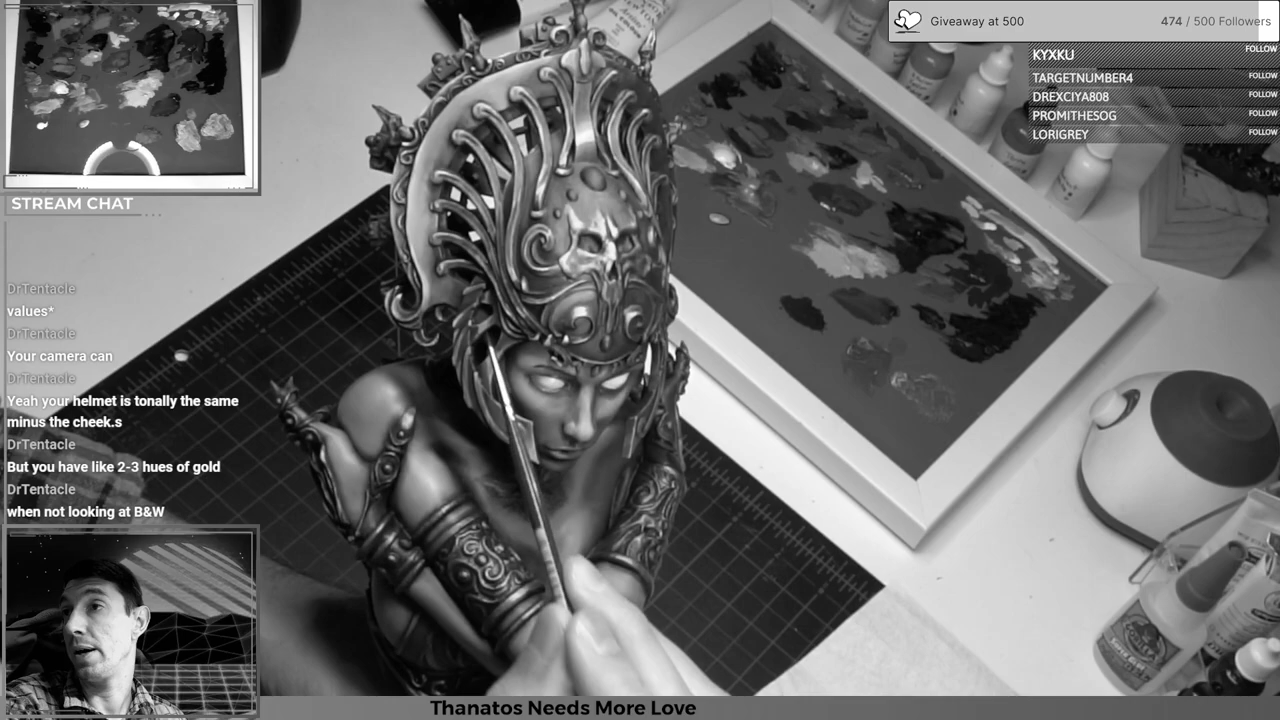 Giveaway at 500
474 / 500 Followers
KYXKU
FOLLOW
TARGETNUMBER4
FOLLOW
DREXCIYA808
FOLLOW
PROMITHESOG
FOLLOW
LORIGREY
FOLLOW
STREAM CHAT
DrTentacle
values*
DrTentacle
Your camera can
DrTentacle
Yeah your helmet is tonally the same
minus the cheek.s
DrTentacle
But you have like 2-3 hues of gold
DrTentacle
when not looking at B&W
Thanatos Needs More Love